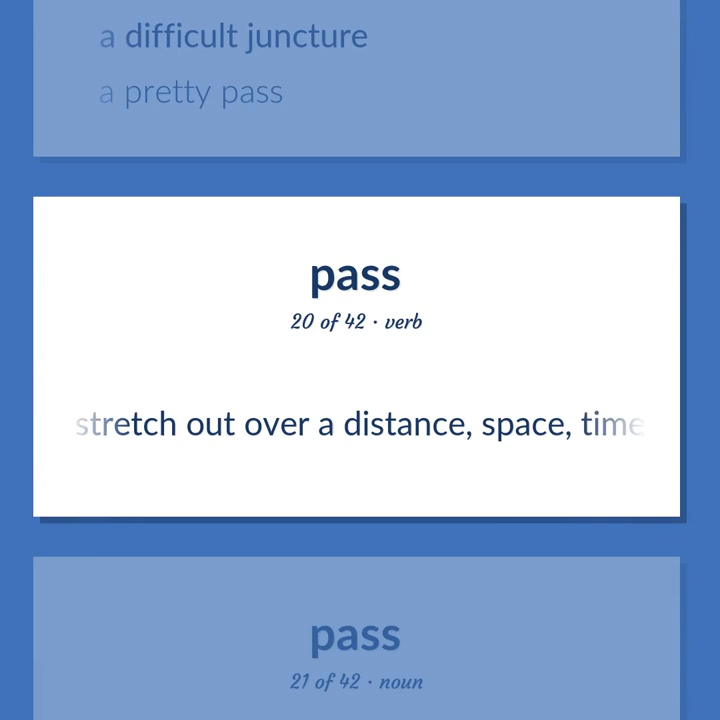 a difficult juncture
a pretty pass
pass
20 of 42 · verb
stretch out over a distance, space, time
pass
21 of 42 · noun